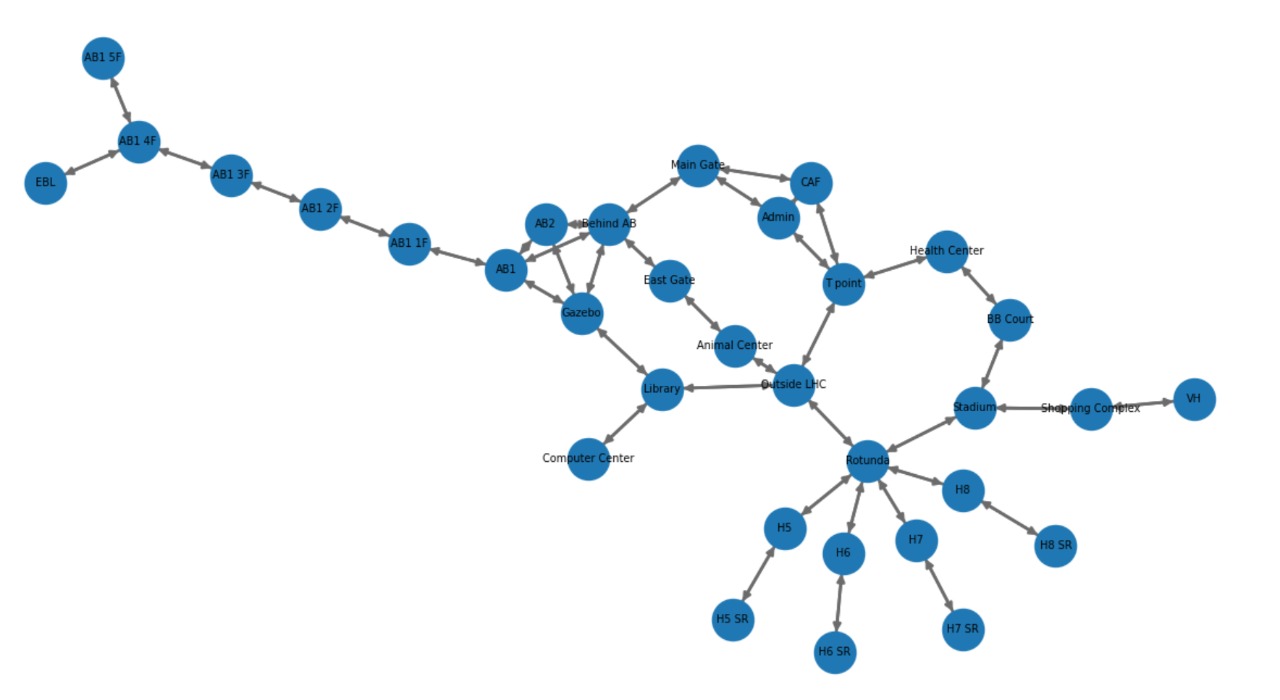 AB1 5F
AB1 4F
EBL
AB1 3F
AB1 2F
AB1 1F
AB1
AB2
Behind AB
Gazebo
Main Gate
CAF
Admin
East Gate
T point
Health Center
BB Court
Animal Center
Outside LHC
Library
Computer Center
Stadium
Shopping Complex
VH
Rotunda
H8
H5
H6
H7
H8 SR
H5 SR
H6 SR
H7 SR